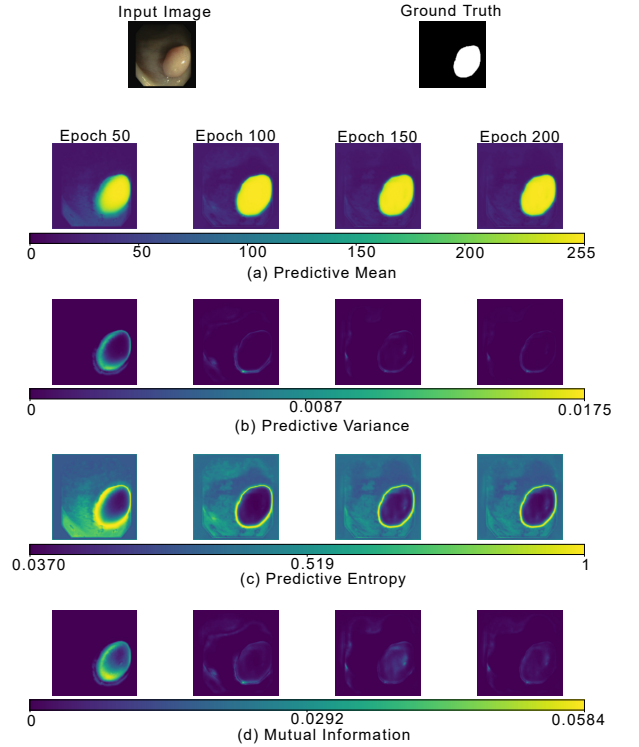 Input Image Ground Truth
Epoch 50 Epoch 100 Epoch 150 Epoch 200
0 50 100 150 200 255
(a) Predictive Mean
0 0.0087 0.0175
(b) Predictive Variance
0.0370 0.519 1
(c) Predictive Entropy
0 0.0292 0.0584
(d) Mutual Information